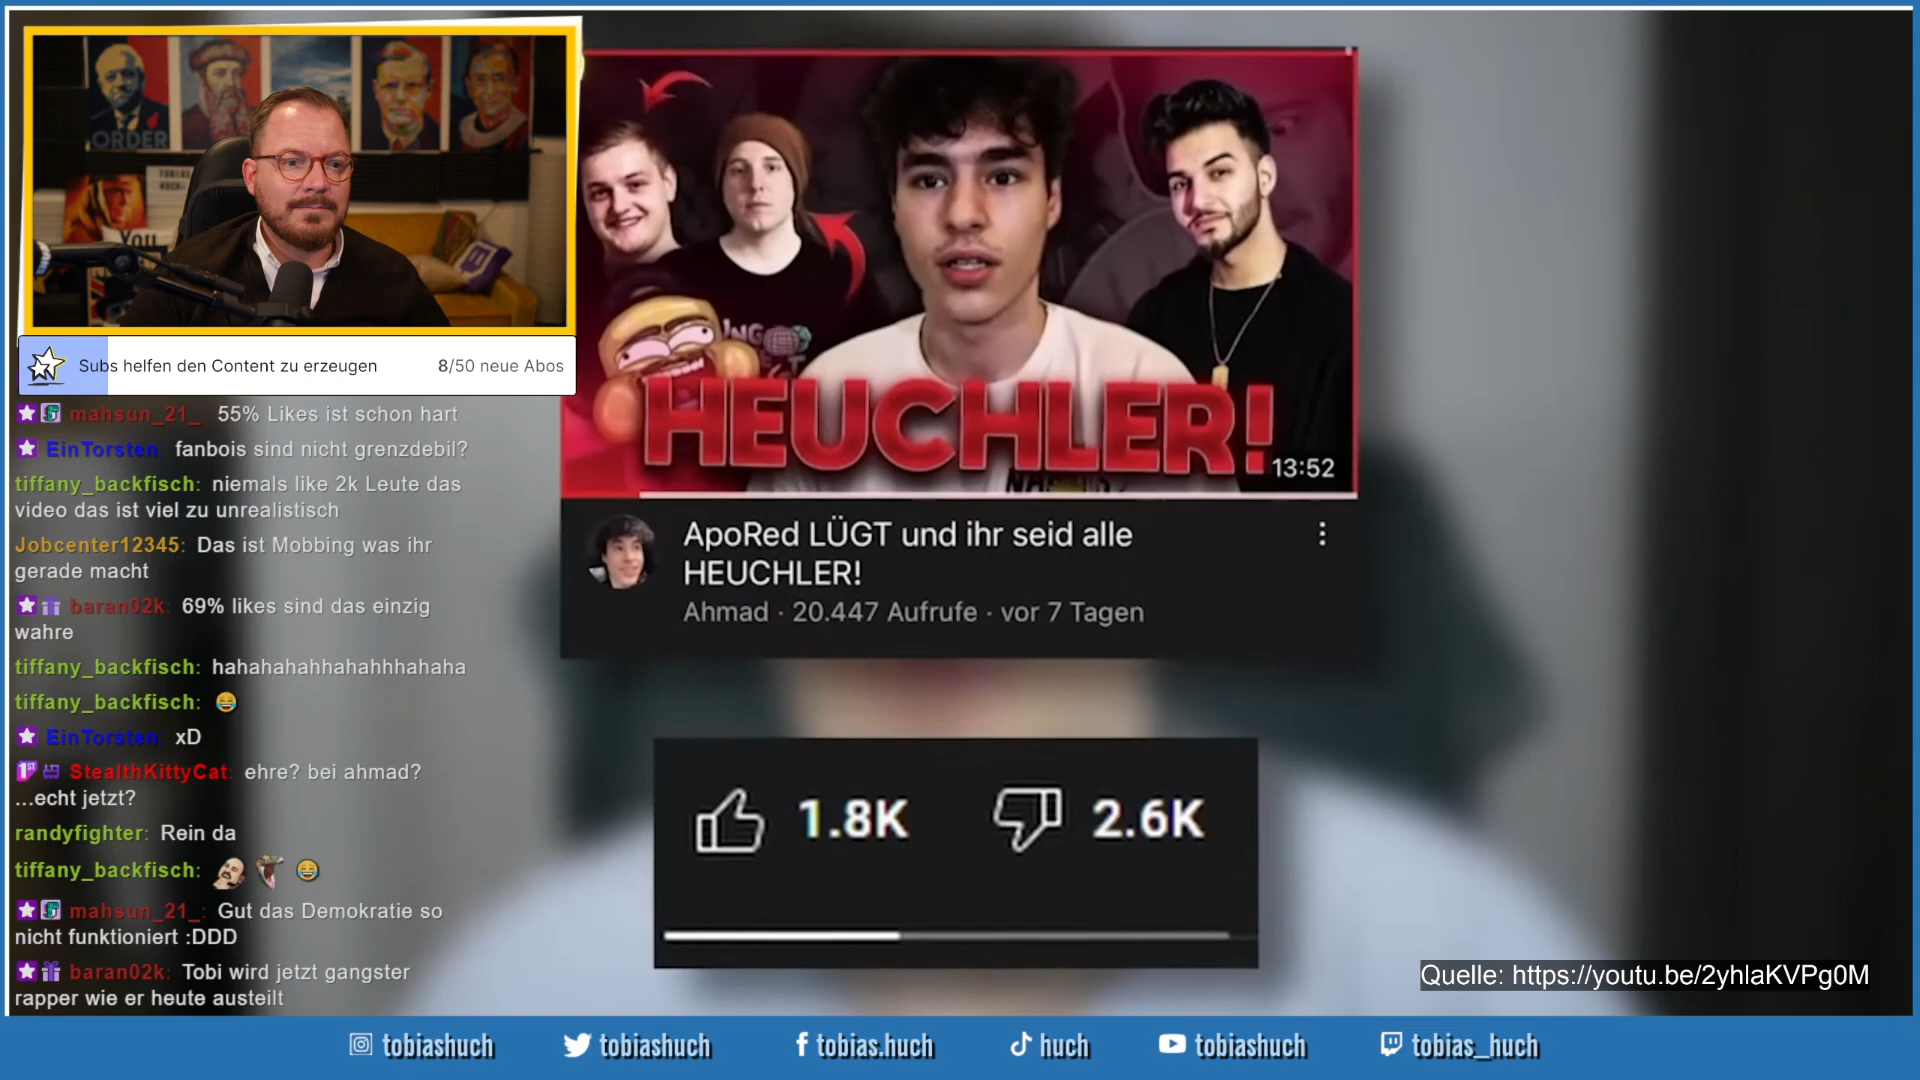 ORDER
TOBIAS
HUCH
YOU
Subs helfen den Content zu erzeugen
8/50 neue Abos
mahsun_21_: 55% Likes ist schon hart
EinTorsten: fanbois sind nicht grenzdebil?
tiffany_backfisch: niemals like 2k Leute das
video das ist viel zu unrealistisch
Jobcenter12345: Das ist Mobbing was ihr
gerade macht
baran02k: 69% likes sind das einzig
wahre
tiffany_backfisch: hahahahahhahahhhahaha
tiffany_backfisch: 😂
EinTorsten: xD
1ST StealthKittyCat: ehre? bei ahmad?
...echt jetzt?
randyfighter: Rein da
tiffany_backfisch: 😂
mahsun_21_: Gut das Demokratie so
nicht funktioniert :DDD
baran02k: Tobi wird jetzt gangster
rapper wie er heute austeilt
HEUCHLER!
13:52
ApoRed LÜGT und ihr seid alle
HEUCHLER!
Ahmad · 20.447 Aufrufe · vor 7 Tagen
1.8K
2.6K
Quelle: https://youtu.be/2yhlaKVPg0M
tobiashuch
tobiashuch
tobias.huch
huch
tobiashuch
tobias_huch